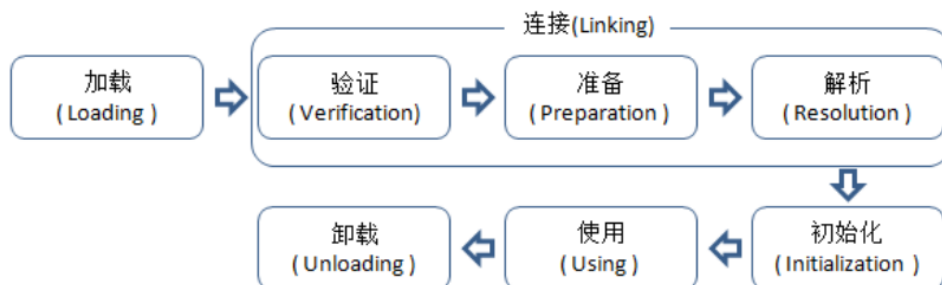 连接(Linking)
加载
( Loading )
验证
( Verification)
准备
( Preparation )
解析
( Resolution )
初始化
( Initialization )
使用
( Using )
卸载
( Unloading )